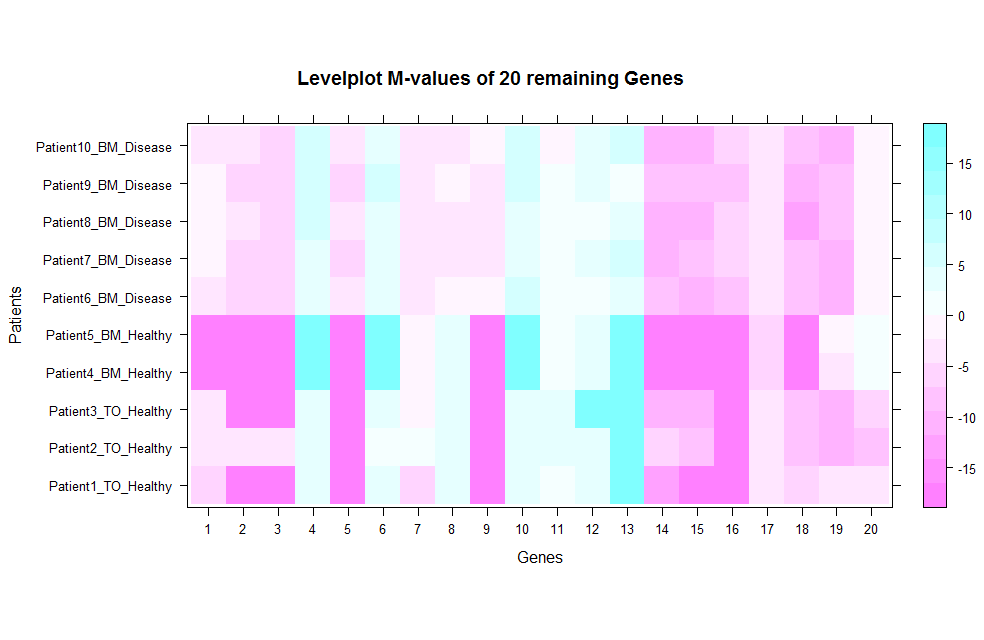 Levelplot M-values of 20 remaining Genes
Patients
Patient10_BM_Disease
Patient9_BM_Disease
Patient8_BM_Disease
Patient7_BM_Disease
Patient6_BM_Disease
Patient5_BM_Healthy
Patient4_BM_Healthy
Patient3_TO_Healthy
Patient2_TO_Healthy
Patient1_TO_Healthy
1 2 3 4 5 6 7 8 9 10 11 12 13 14 15 16 17 18 19 20
Genes
15
10
5
0
-5
-10
-15